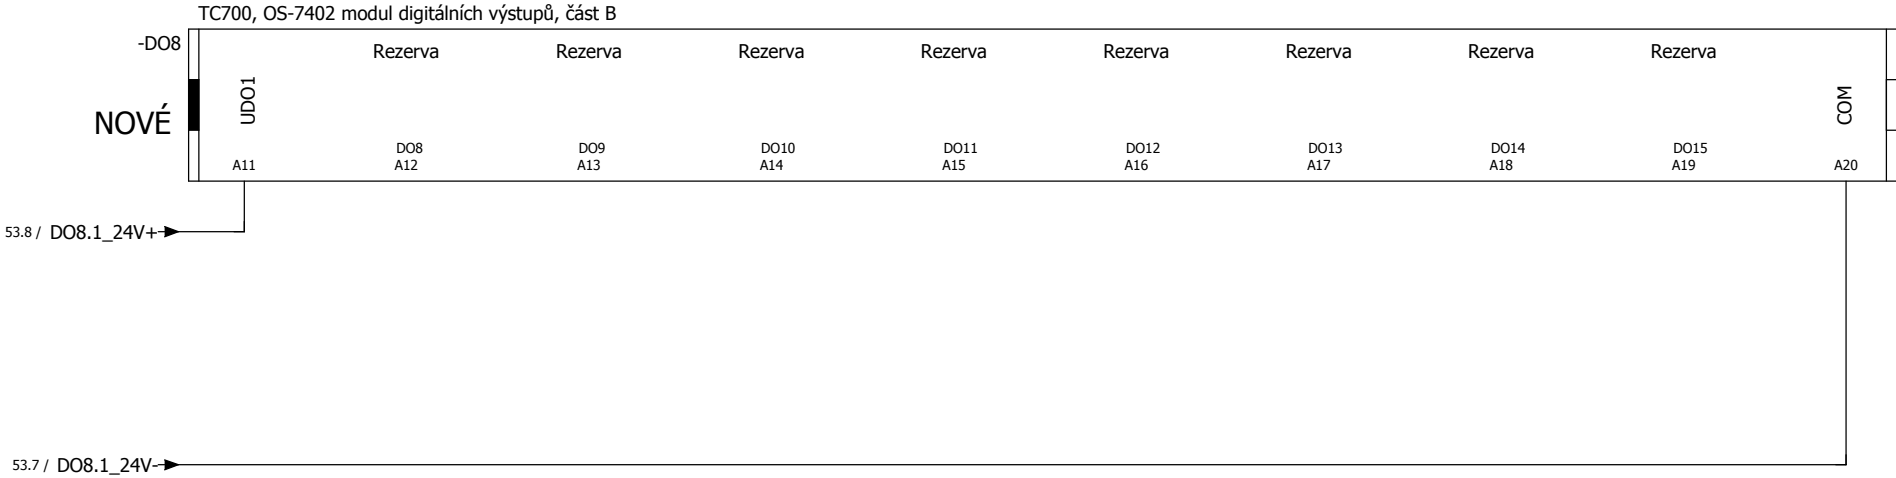 TC700, OS-7402 modul digitálních výstupů, část B
-DO8
Rezerva Rezerva Rezerva Rezerva Rezerva Rezerva Rezerva Rezerva
NOVÉ
UDO1
COM
DO8 DO9 DO10 DO11 DO12 DO13 DO14 DO15
A11 A12 A13 A14 A15 A16 A17 A18 A19 A20
53.8 / DO8.1_24V+
53.7 / DO8.1_24V-